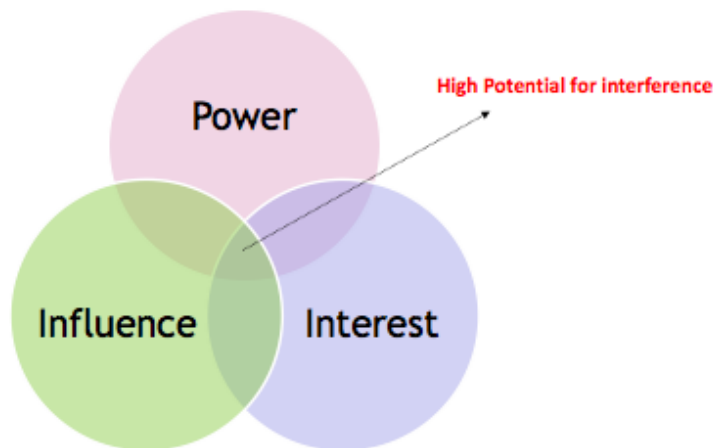 High Potential for interference
Power
Influence
Interest